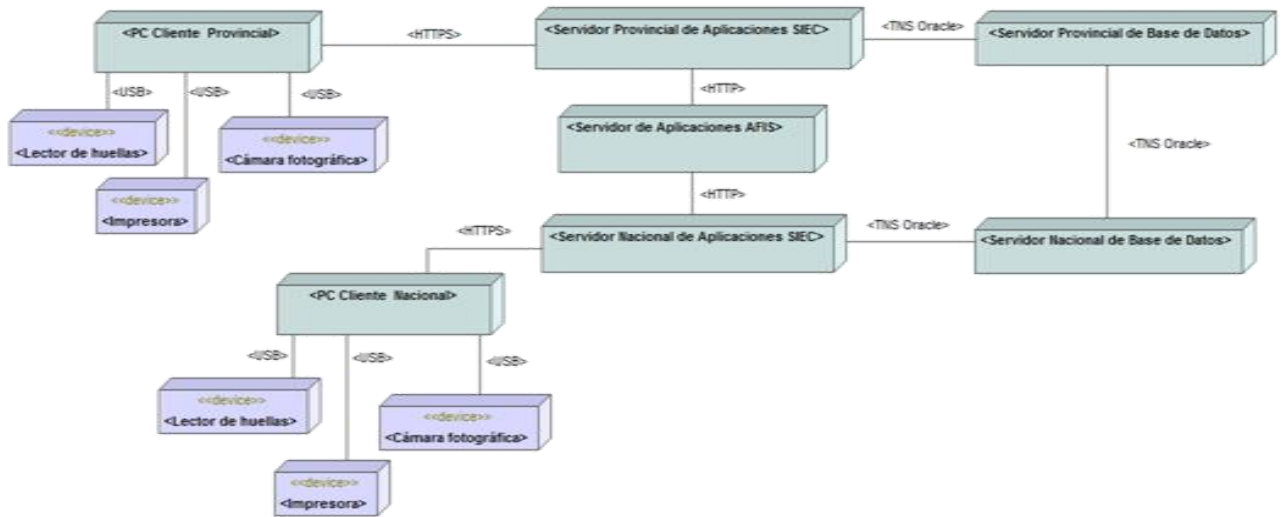 <PC Cliente Provincial>
<HTTPS>
<Servidor Provincial de Aplicaciones SIEC>
<TNS Oracle>
<Servidor Provincial de Base de Datos>
<USB>
<USB>
<USB>
<HTTP>
<<device>>
<Lector de huellas>
<<device>>
<Cámara fotográfica>
<Servidor de Aplicaciones AFIS>
<TNS Oracle>
<<device>>
<Impresora>
<HTTP>
<HTTPS>
<Servidor Nacional de Aplicaciones SIEC>
<TNS Oracle>
<Servidor Nacional de Base de Datos>
<PC Cliente Nacional>
<USB>
<USB>
<USB>
<<device>>
<Lector de huellas>
<<device>>
<Cámara fotográfica>
<<device>>
<Impresora>